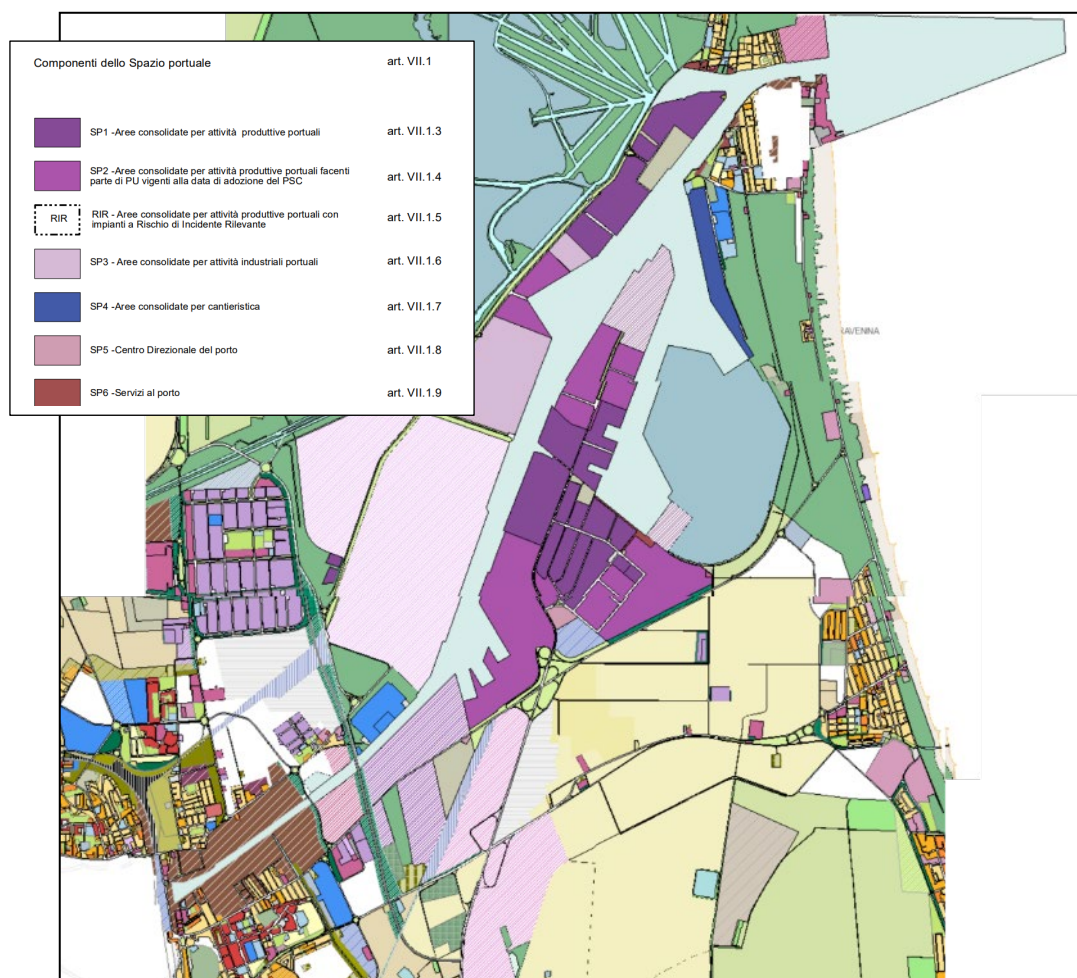 Componenti dello Spazio portuale art. VII.1
SP1 -Aree consolidate per attività produttive portuali art. VII.1.3
SP2 -Aree consolidate per attività produttive portuali facenti
parte di PU vigenti alla data di adozione del PSC art. VII.1.4
RIR RIR - Aree consolidate per attività produttive portuali con
impianti a Rischio di Incidente Rilevante art. VII.1.5
SP3 -Aree consolidate per attività industriali portuali art. VII.1.6
SP4 -Aree consolidate per cantieristica art. VII.1.7
SP5 -Centro Direzionale del porto art. VII.1.8
SP6 -Servizi al porto art. VII.1.9
AVENNA